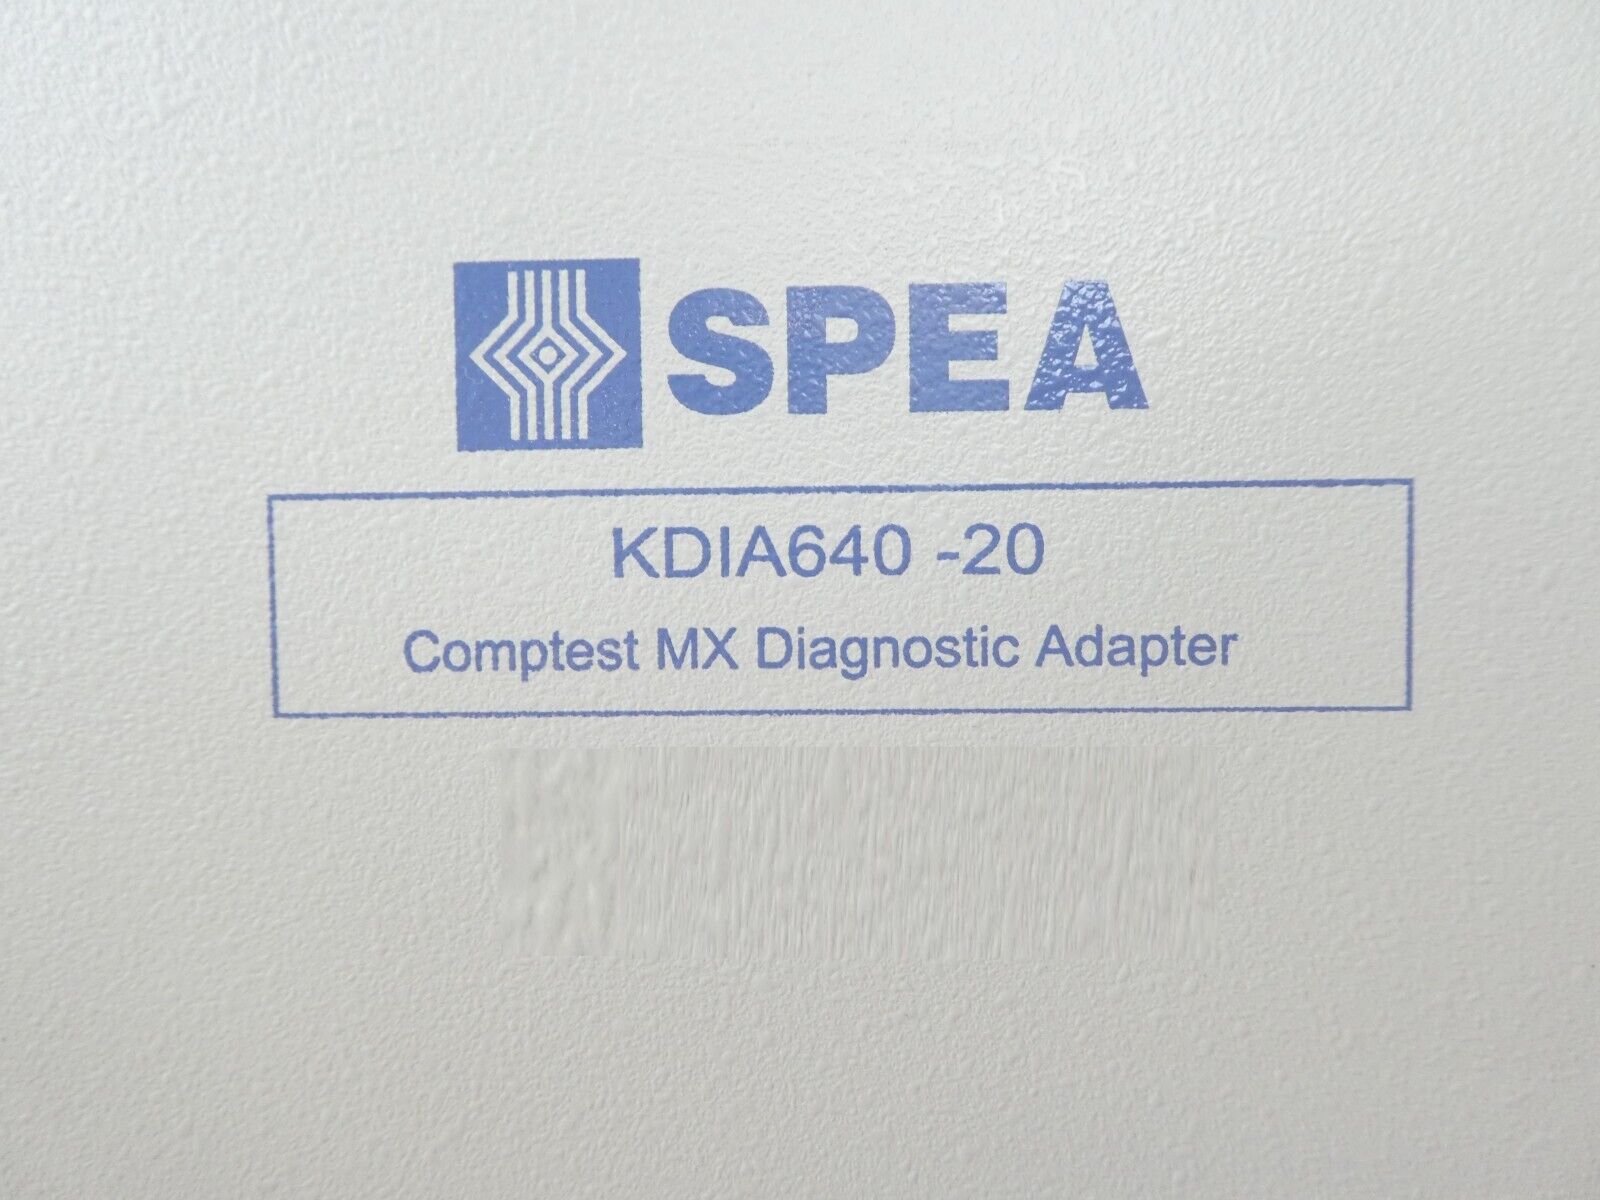 SPEA
KDIA640 -20
Comptest MX Diagnostic Adapter